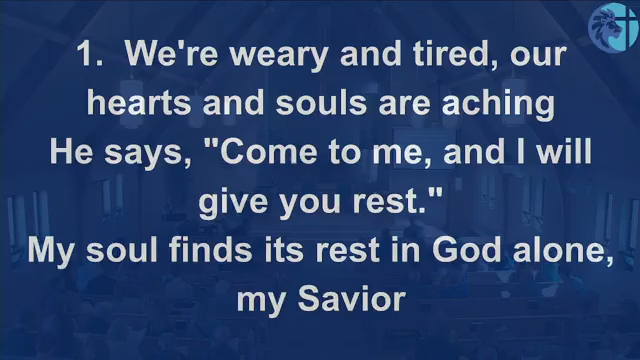 1. We're weary and tired, our
hearts and souls are aching
He says, "Come to me, and I will
give you rest."
My soul finds its rest in God alone,
my Savior